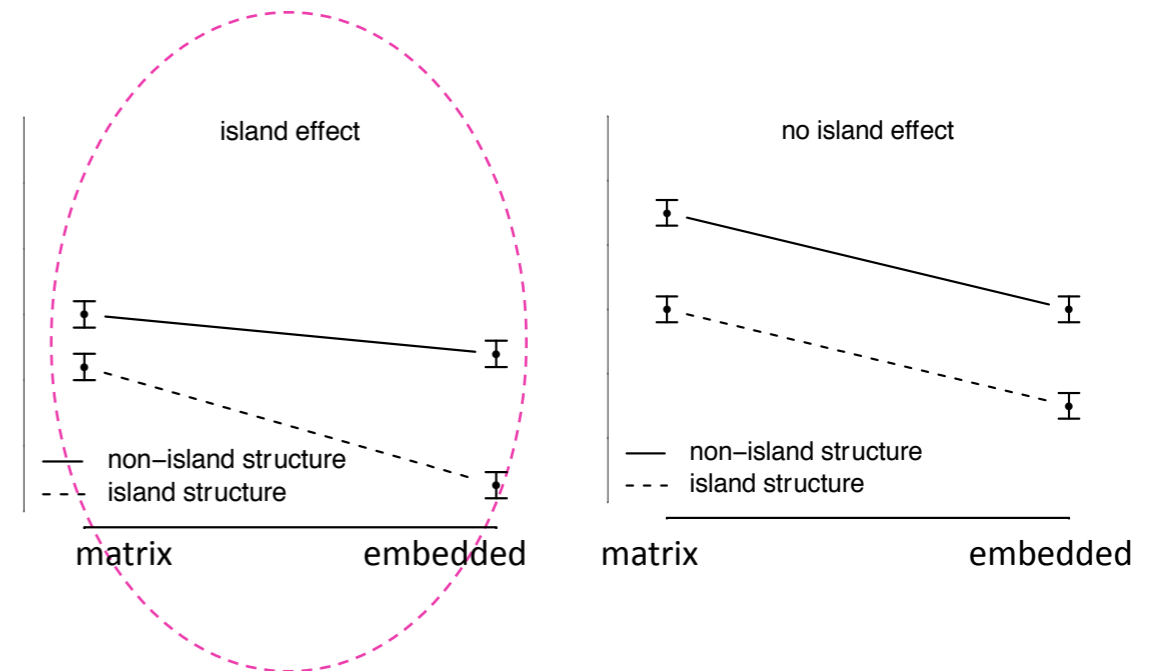 island effect
non−island structure
island structure
matrix embedded
no island effect
non−island structure
island structure
matrix embedded